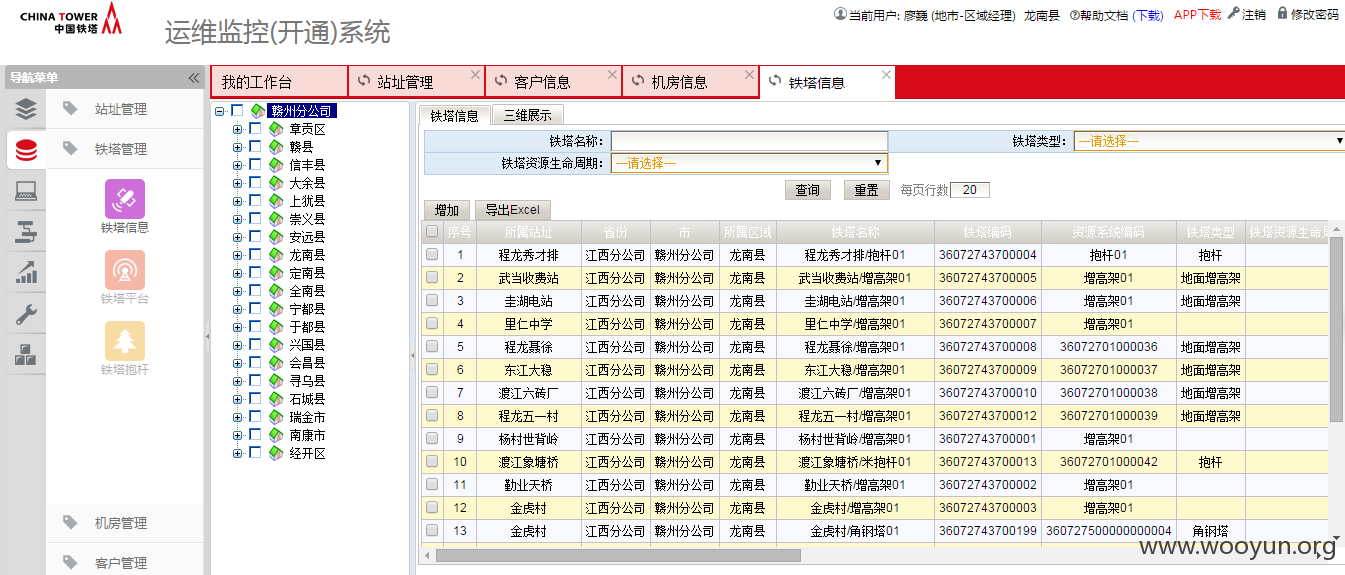 CHINA TOWER
中国铁塔
运维监控(开通)系统
当前用户: 廖巍 (地市-区域经理) 龙南县 帮助文档 (下载) APP下载 注销 修改密码
导航菜单
我的工作台 站址管理 客户信息 机房信息 铁塔信息
站址管理
铁塔管理
铁塔信息
铁塔平台
铁塔抱杆
机房管理
客户管理
赣州分公司
章贡区
赣县
信丰县
大余县
上犹县
崇义县
安远县
龙南县
定南县
全南县
宁都县
于都县
兴国县
会昌县
寻乌县
石城县
瑞金市
南康市
经开区
铁塔信息 三维展示
铁塔名称: 铁塔类型: ---请选择---
铁塔资源生命周期: ---请选择---
查询 重置 每页行数 20
增加 导出Excel
序号 所属站址 省份 市 所属区域 铁塔名称 铁塔编码 资源系统编码 铁塔类型 铁塔资源生命周
1 程龙秀才排 江西分公司 赣州分公司 龙南县 程龙秀才排/抱杆01 36072743700004 抱杆01 抱杆
2 武当收费站 江西分公司 赣州分公司 龙南县 武当收费站/增高架01 36072743700005 增高架01 地面增高架
3 圭湖电站 江西分公司 赣州分公司 龙南县 圭湖电站/增高架01 36072743700006 增高架01 地面增高架
4 里仁中学 江西分公司 赣州分公司 龙南县 里仁中学/增高架01 36072743700007 增高架01
5 程龙聂徐 江西分公司 赣州分公司 龙南县 程龙聂徐/增高架01 36072743700008 36072701000036 地面增高架
6 东江大稳 江西分公司 赣州分公司 龙南县 东江大稳/增高架01 36072743700009 36072701000037 地面增高架
7 渡江六砖厂 江西分公司 赣州分公司 龙南县 渡江六砖厂/增高架01 36072743700010 36072701000038 地面增高架
8 程龙五一村 江西分公司 赣州分公司 龙南县 程龙五一村/增高架01 36072743700012 36072701000039 地面增高架
9 杨村世背岭 江西分公司 赣州分公司 龙南县 杨村世背岭/增高架01 36072743700001 增高架01
10 渡江象塘桥 江西分公司 赣州分公司 龙南县 渡江象塘桥/米抱杆01 36072743700013 36072701000042 抱杆
11 勤业天桥 江西分公司 赣州分公司 龙南县 勤业天桥/增高架01 36072743700002 增高架01
12 金虎村 江西分公司 赣州分公司 龙南县 金虎村/增高架01 36072743700003 增高架01
13 金虎村 江西分公司 赣州分公司 龙南县 金虎村/角钢塔01 36072743700199 360727500000000004 角钢塔
www.wooyun.org